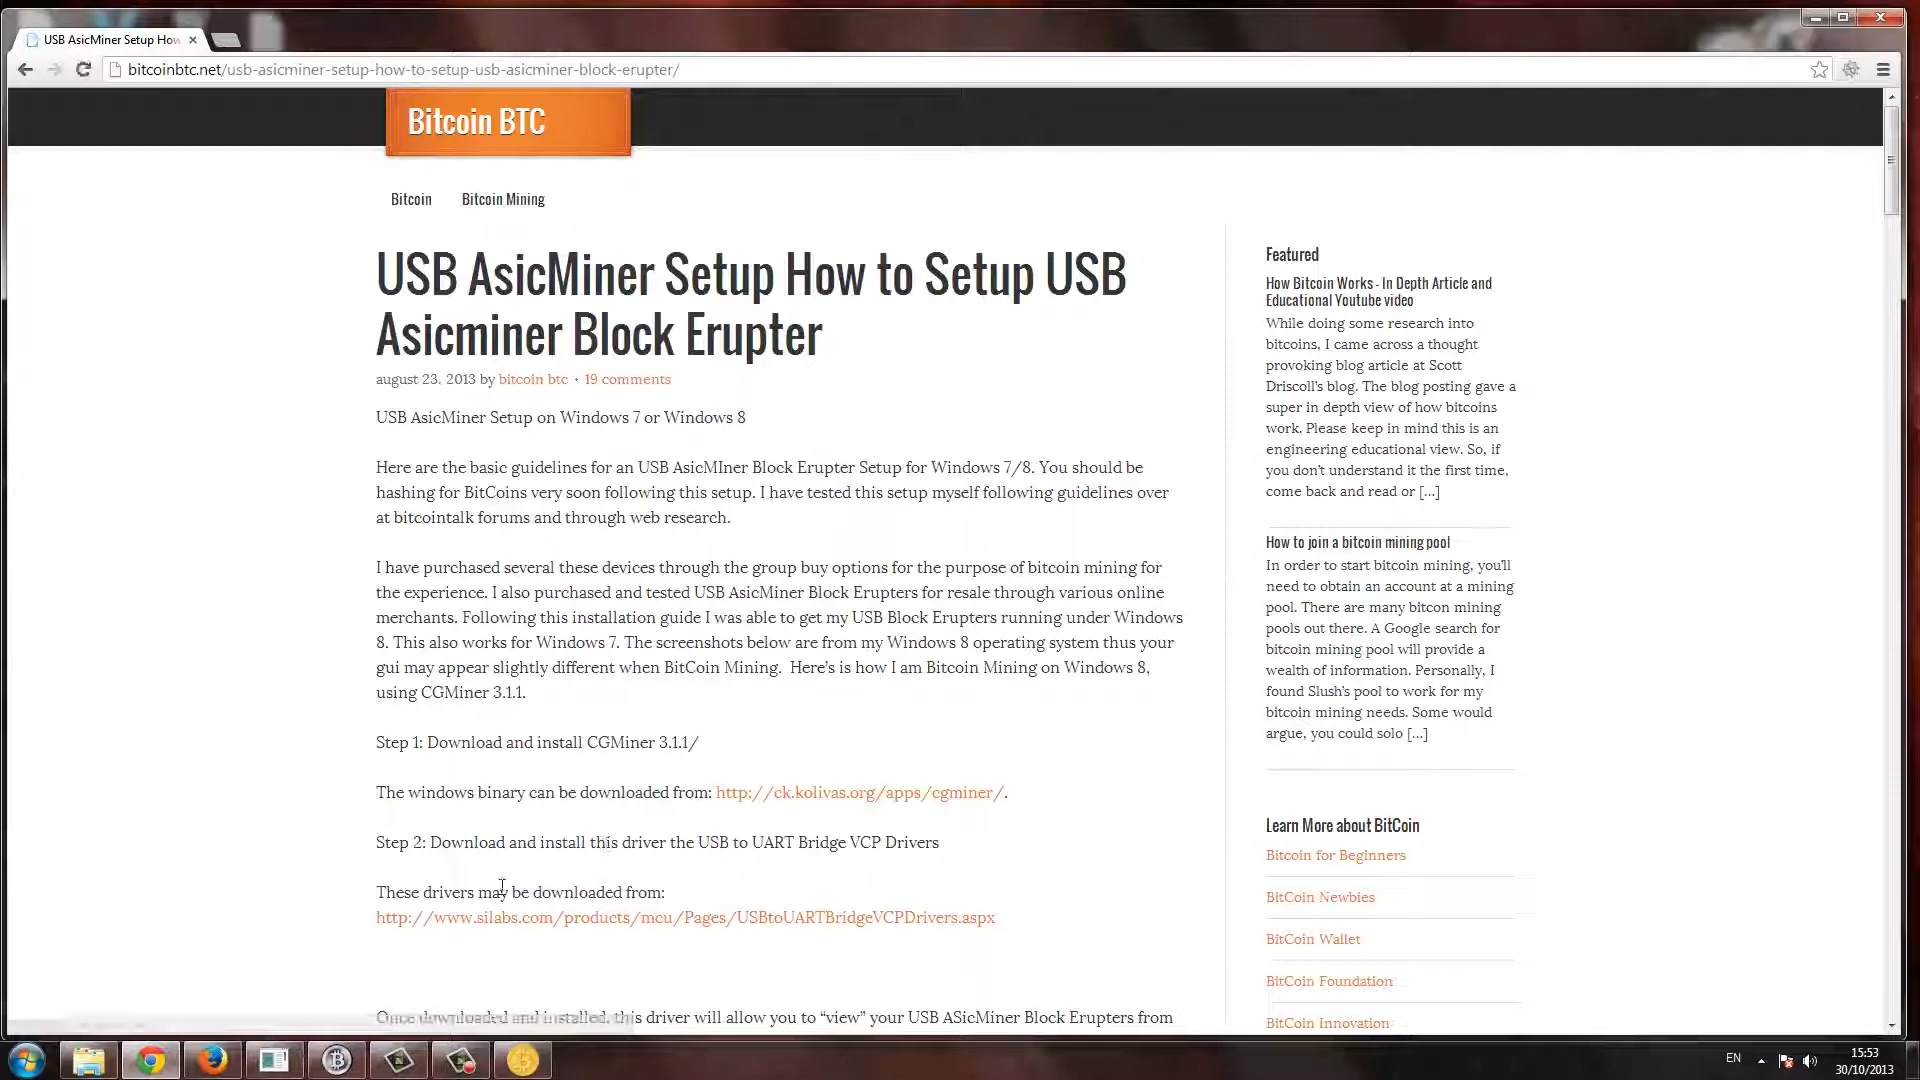 USB AsicMiner Setup How
bitcoinbtc.net/usb-asicminer-setup-how-to-setup-usb-asicminer-block-erupter/
Bitcoin BTC
Bitcoin Bitcoin Mining
USB AsicMiner Setup How to Setup USB
Asicminer Block Erupter
august 23, 2013 by bitcoin btc · 19 comments
USB AsicMiner Setup on Windows 7 or Windows 8
Here are the basic guidelines for an USB AsicMIner Block Erupter Setup for Windows 7/8. You should be
hashing for BitCoins very soon following this setup. I have tested this setup myself following guidelines over
at bitcointalk forums and through web research.
I have purchased several these devices through the group buy options for the purpose of bitcoin mining for
the experience. I also purchased and tested USB AsicMiner Block Erupters for resale through various online
merchants. Following this installation guide I was able to get my USB Block Erupters running under Windows
8. This also works for Windows 7. The screenshots below are from my Windows 8 operating system thus your
gui may appear slightly different when BitCoin Mining.  Here’s is how I am Bitcoin Mining on Windows 8,
using CGMiner 3.1.1.
Step 1: Download and install CGMiner 3.1.1/
The windows binary can be downloaded from: http://ck.kolivas.org/apps/cgminer/.
Step 2: Download and install this driver the USB to UART Bridge VCP Drivers
These drivers may be downloaded from:
http://www.silabs.com/products/mcu/Pages/USBtoUARTBridgeVCPDrivers.aspx
Once downloaded and installed, this driver will allow you to “view” your USB ASicMiner Block Erupters from
Featured
How Bitcoin Works - In Depth Article and
Educational Youtube video
While doing some research into
bitcoins, I came across a thought
provoking blog article at Scott
Driscoll’s blog. The blog posting gave a
super in depth view of how bitcoins
work. Please keep in mind this is an
engineering educational view. So, if
you don’t understand it the first time,
come back and read or [...]
How to join a bitcoin mining pool
In order to start bitcoin mining, you’ll
need to obtain an account at a mining
pool. There are many bitcon mining
pools out there. A Google search for
bitcoin mining pool will provide a
wealth of information. Personally, I
found Slush’s pool to work for my
bitcoin mining needs. Some would
argue, you could solo [...]
Learn More about BitCoin
Bitcoin for Beginners
BitCoin Newbies
BitCoin Wallet
BitCoin Foundation
BitCoin Innovation
EN
15:53
30/10/2013